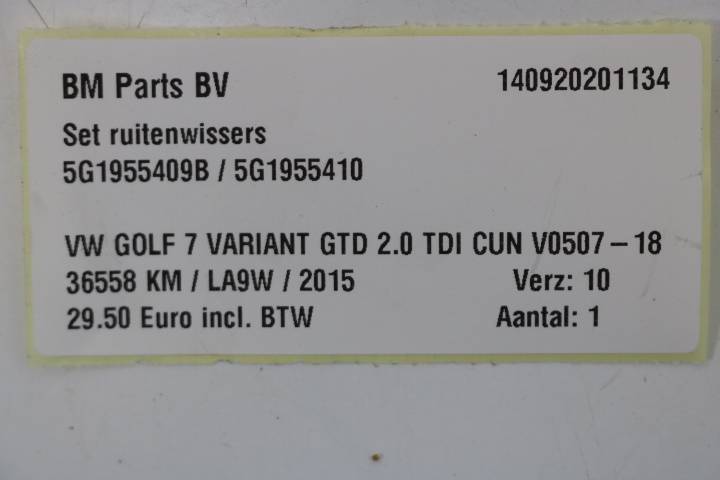 BM Parts BV 140920201134
Set ruitenwissers
5G1955409B / 5G1955410
VW GOLF 7 VARIANT GTD 2.0 TDI CUN V0507 – 18
36558 KM / LA9W / 2015 Verz: 10
29.50 Euro incl. BTW Aantal: 1